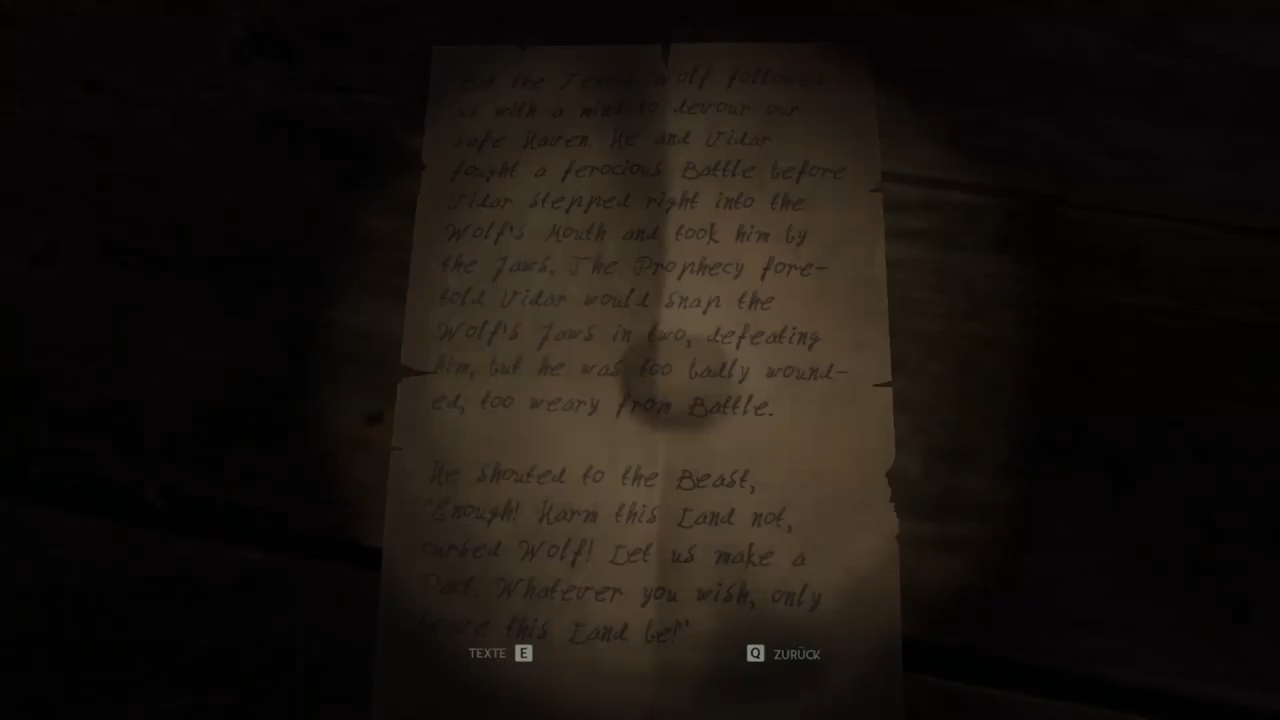 But the Fenris Wolf followed
us with a mind to devour our
safe Haven. He and Vidar
fought a ferocious Battle before
Vidar stepped right into the
Wolf's Mouth and took him by
the Jaws. The Prophecy fore-
told Vidar would snap the
Wolf's Jaws in two, defeating
him, but he was too badly wound-
ed, too weary from Battle.
He shouted to the Beast,
"Enough! Harm this Land not,
cursed Wolf! Let us make a
Pact. Whatever you wish, only
leave this Land be!"
TEXTE E
Q ZURÜCK